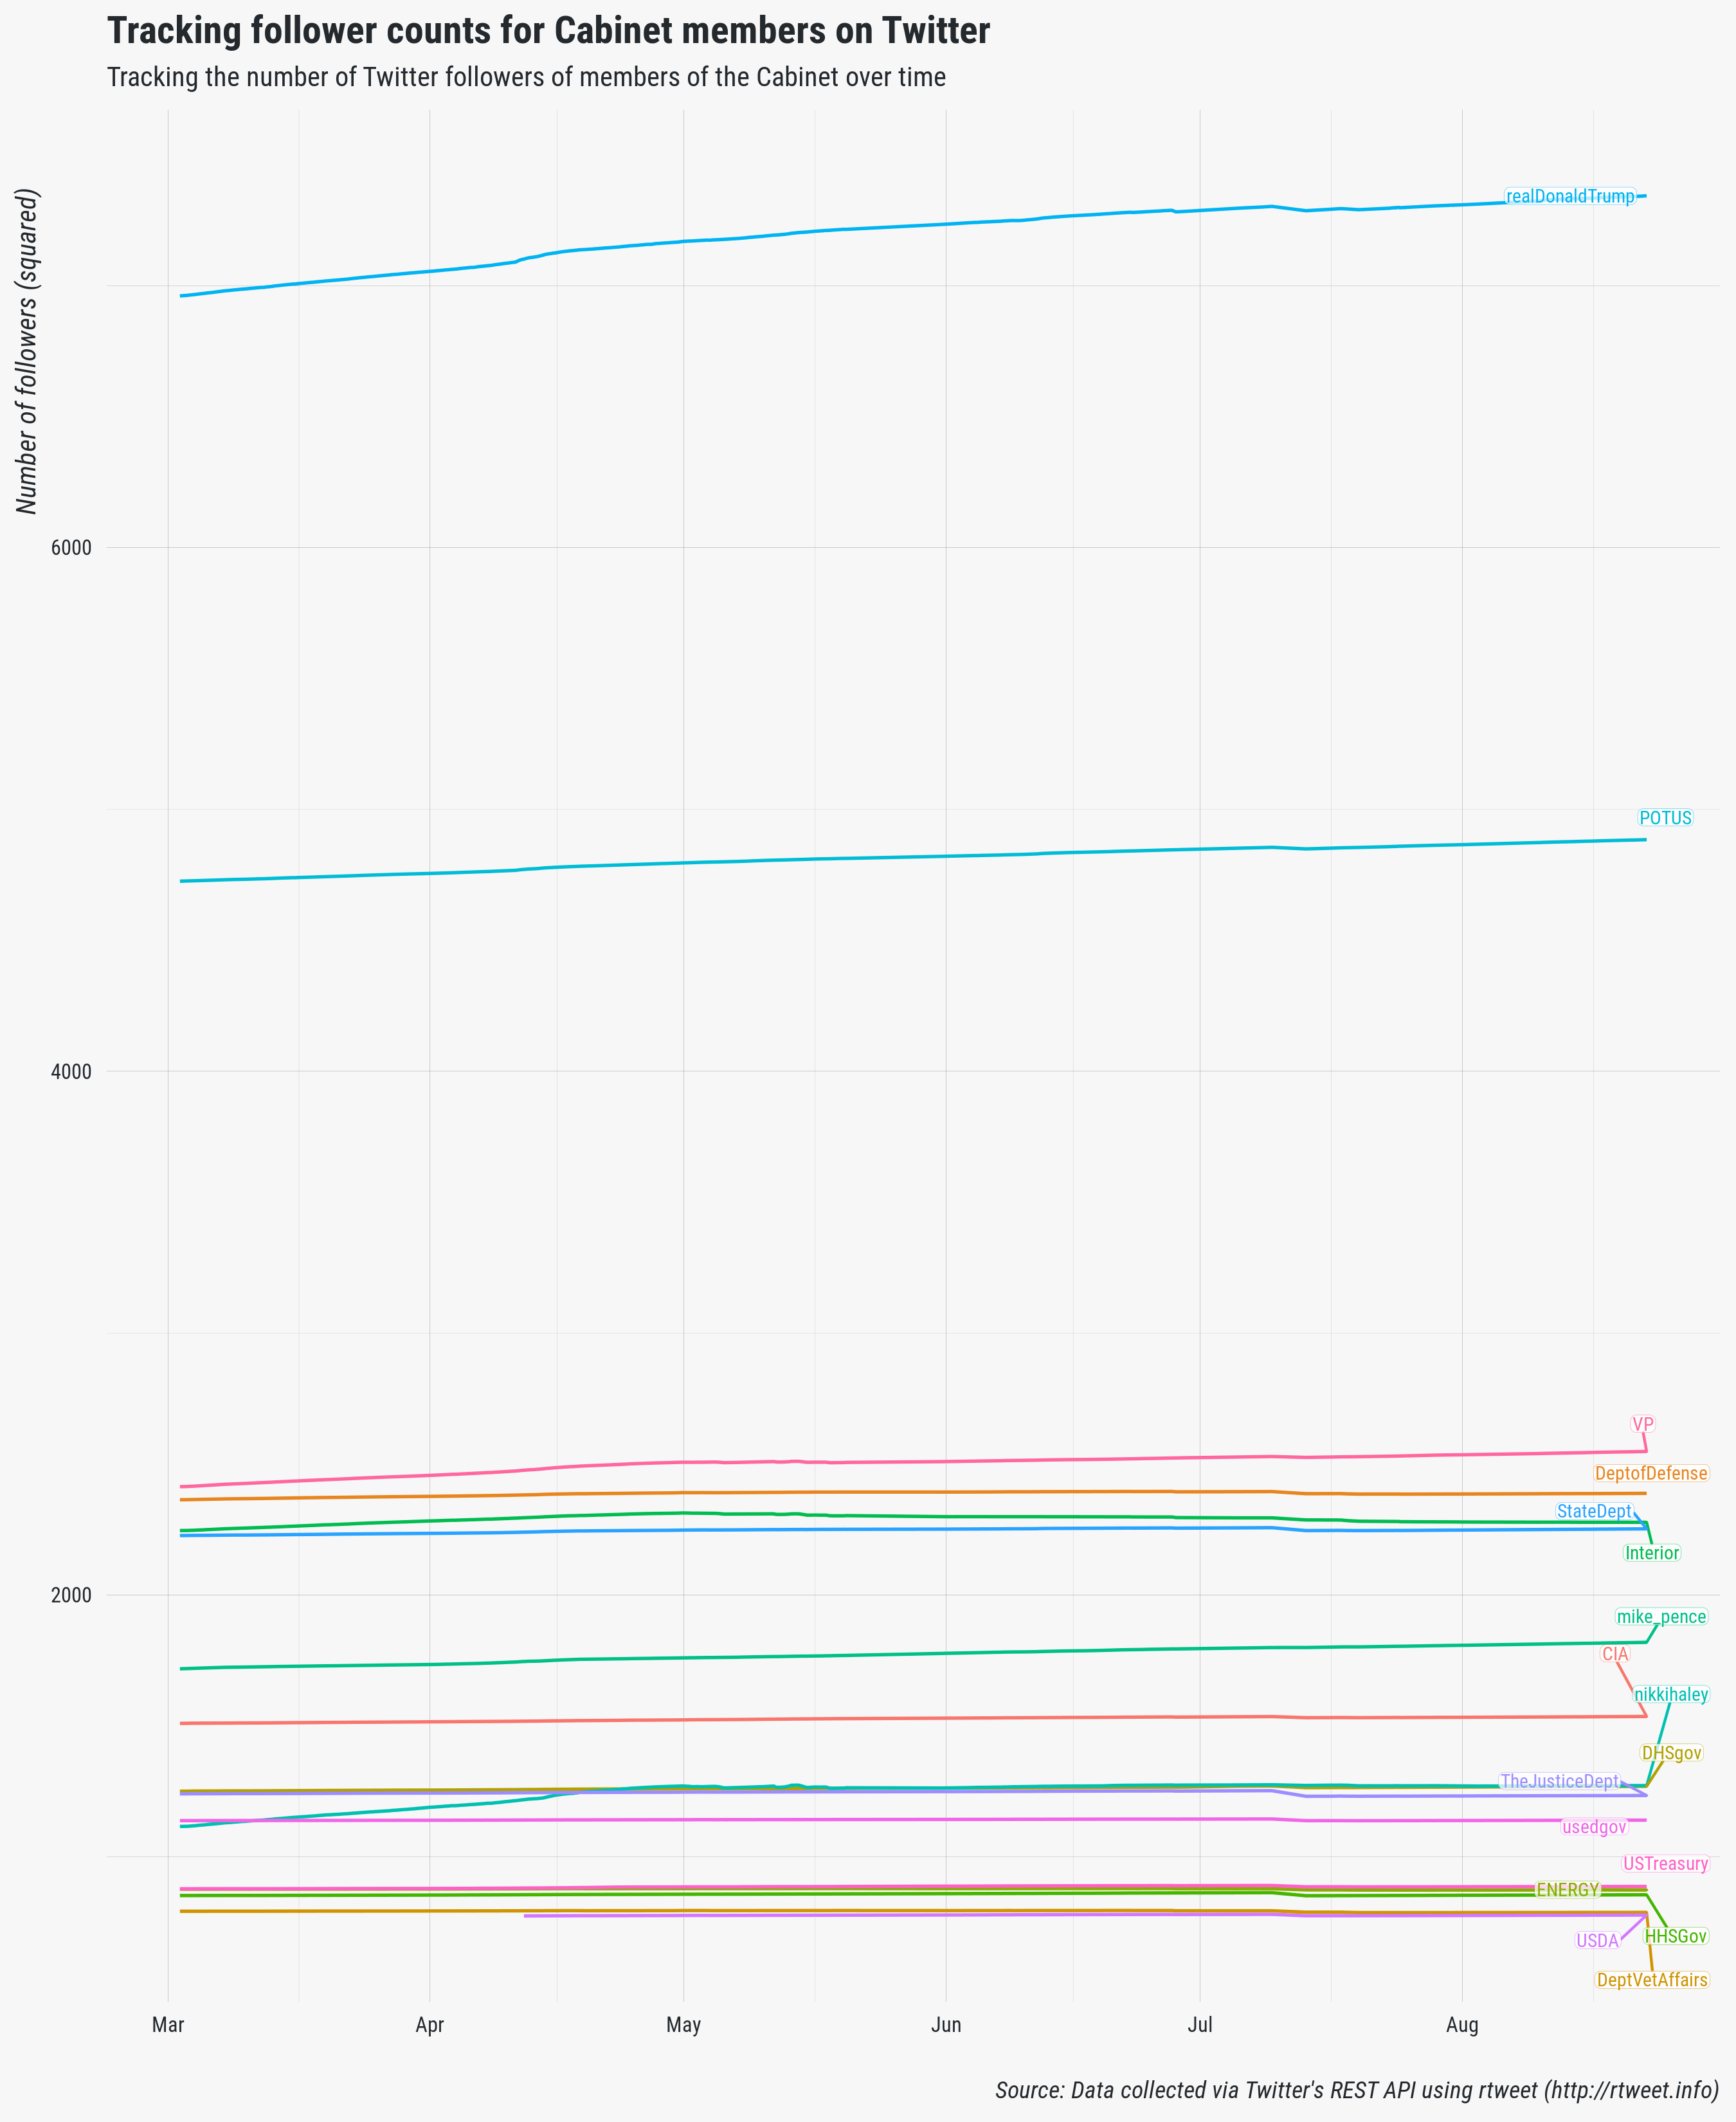 Tracking follower counts for Cabinet members on Twitter
Tracking the number of Twitter followers of members of the Cabinet over time
Number of followers (squared)
realDonaldTrump
6000
POTUS
4000
VP
DeptofDefense
StateDept
Interior
2000
mike_pence
CIA
nikkihaley
DHSgov
TheJusticeDept
usedgov
USTreasury
ENERGY
HHSGov
USDA
DeptVetAffairs
Mar Apr May Jun Jul Aug
Source: Data collected via Twitter's REST API using rtweet (http://rtweet.info)